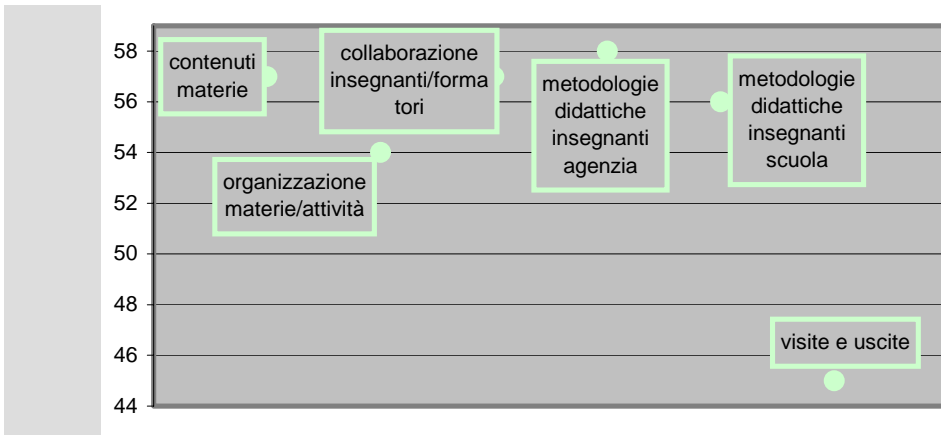 58
56
54
52
50
48
46
44
contenuti
materie
organizzazione
materie/attività
collaborazione
insegnanti/forma
tori
metodologie
didattiche
insegnanti
agenzia
metodologie
didattiche
insegnanti
scuola
visite e uscite